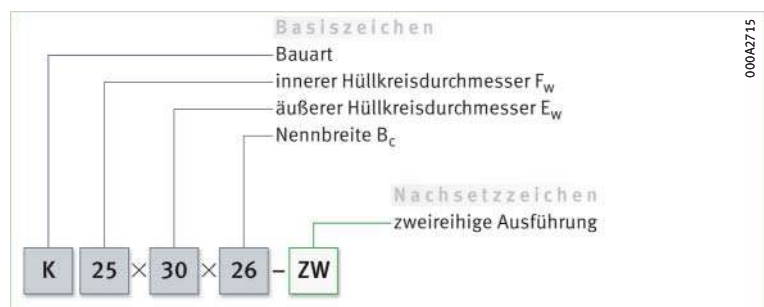 Basiszeichen
Bauart
innerer Hüllkreisdurchmesser Fw
äußerer Hüllkreisdurchmesser Ew
Nennbreite Bc
Nachsetzzeichen
zweireihige Ausführung
K 25 × 30 × 26 – ZW
000A2715